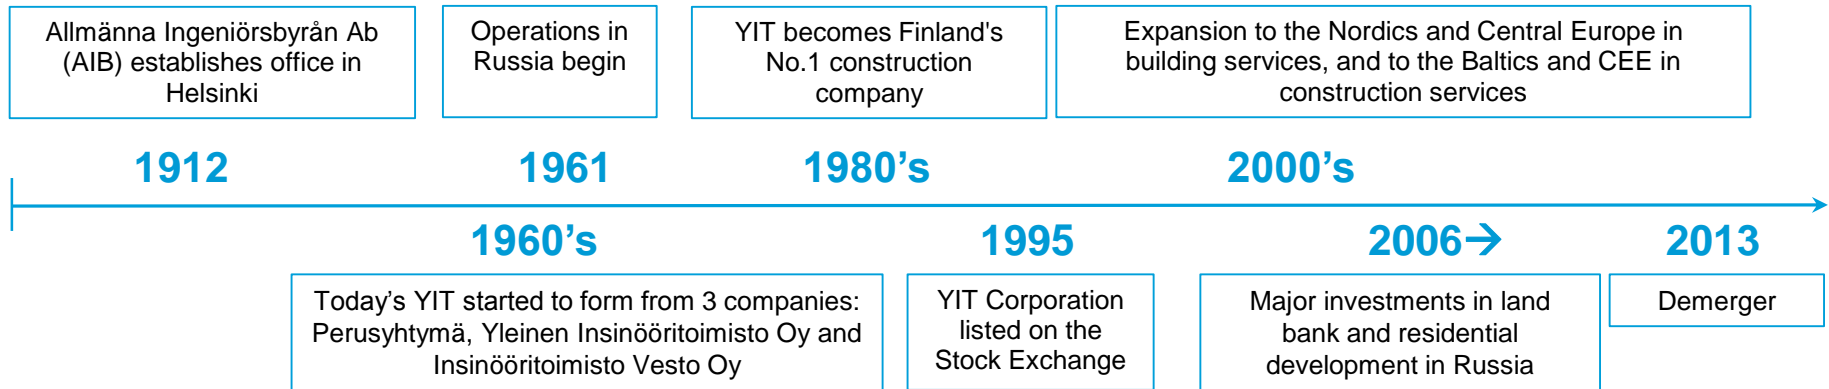 Allmänna Ingeniörsbyrån Ab
(AIB) establishes office in
Helsinki
Operations in
Russia begin
YIT becomes Finland's
No.1 construction
company
Expansion to the Nordics and Central Europe in
building services, and to the Baltics and CEE in
construction services
1912
1961
1980’s
2000’s
1960’s
1995
2006→
2013
Today’s YIT started to form from 3 companies:
Perusyhtymä, Yleinen Insinööritoimisto Oy and
Insinööritoimisto Vesto Oy
YIT Corporation
listed on the
Stock Exchange
Major investments in land
bank and residential
development in Russia
Demerger